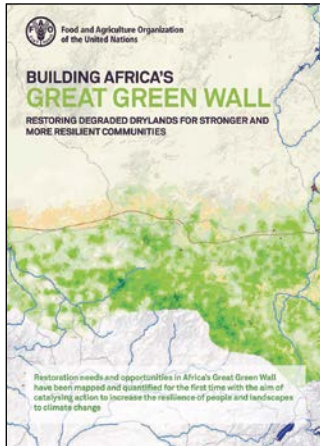 Food and Agriculture Organization
of the United Nations
BUILDING AFRICA'S
GREAT GREEN WALL
RESTORING DEGRADED DRYLANDS FOR STRONGER AND
MORE RESILIENT COMMUNITIES
Restoration needs and opportunities in Africa's Great Green Wall
have been mapped and quantified for the first time with the aim of
catalysing action to increase the resilience of people and landscapes
to climate change